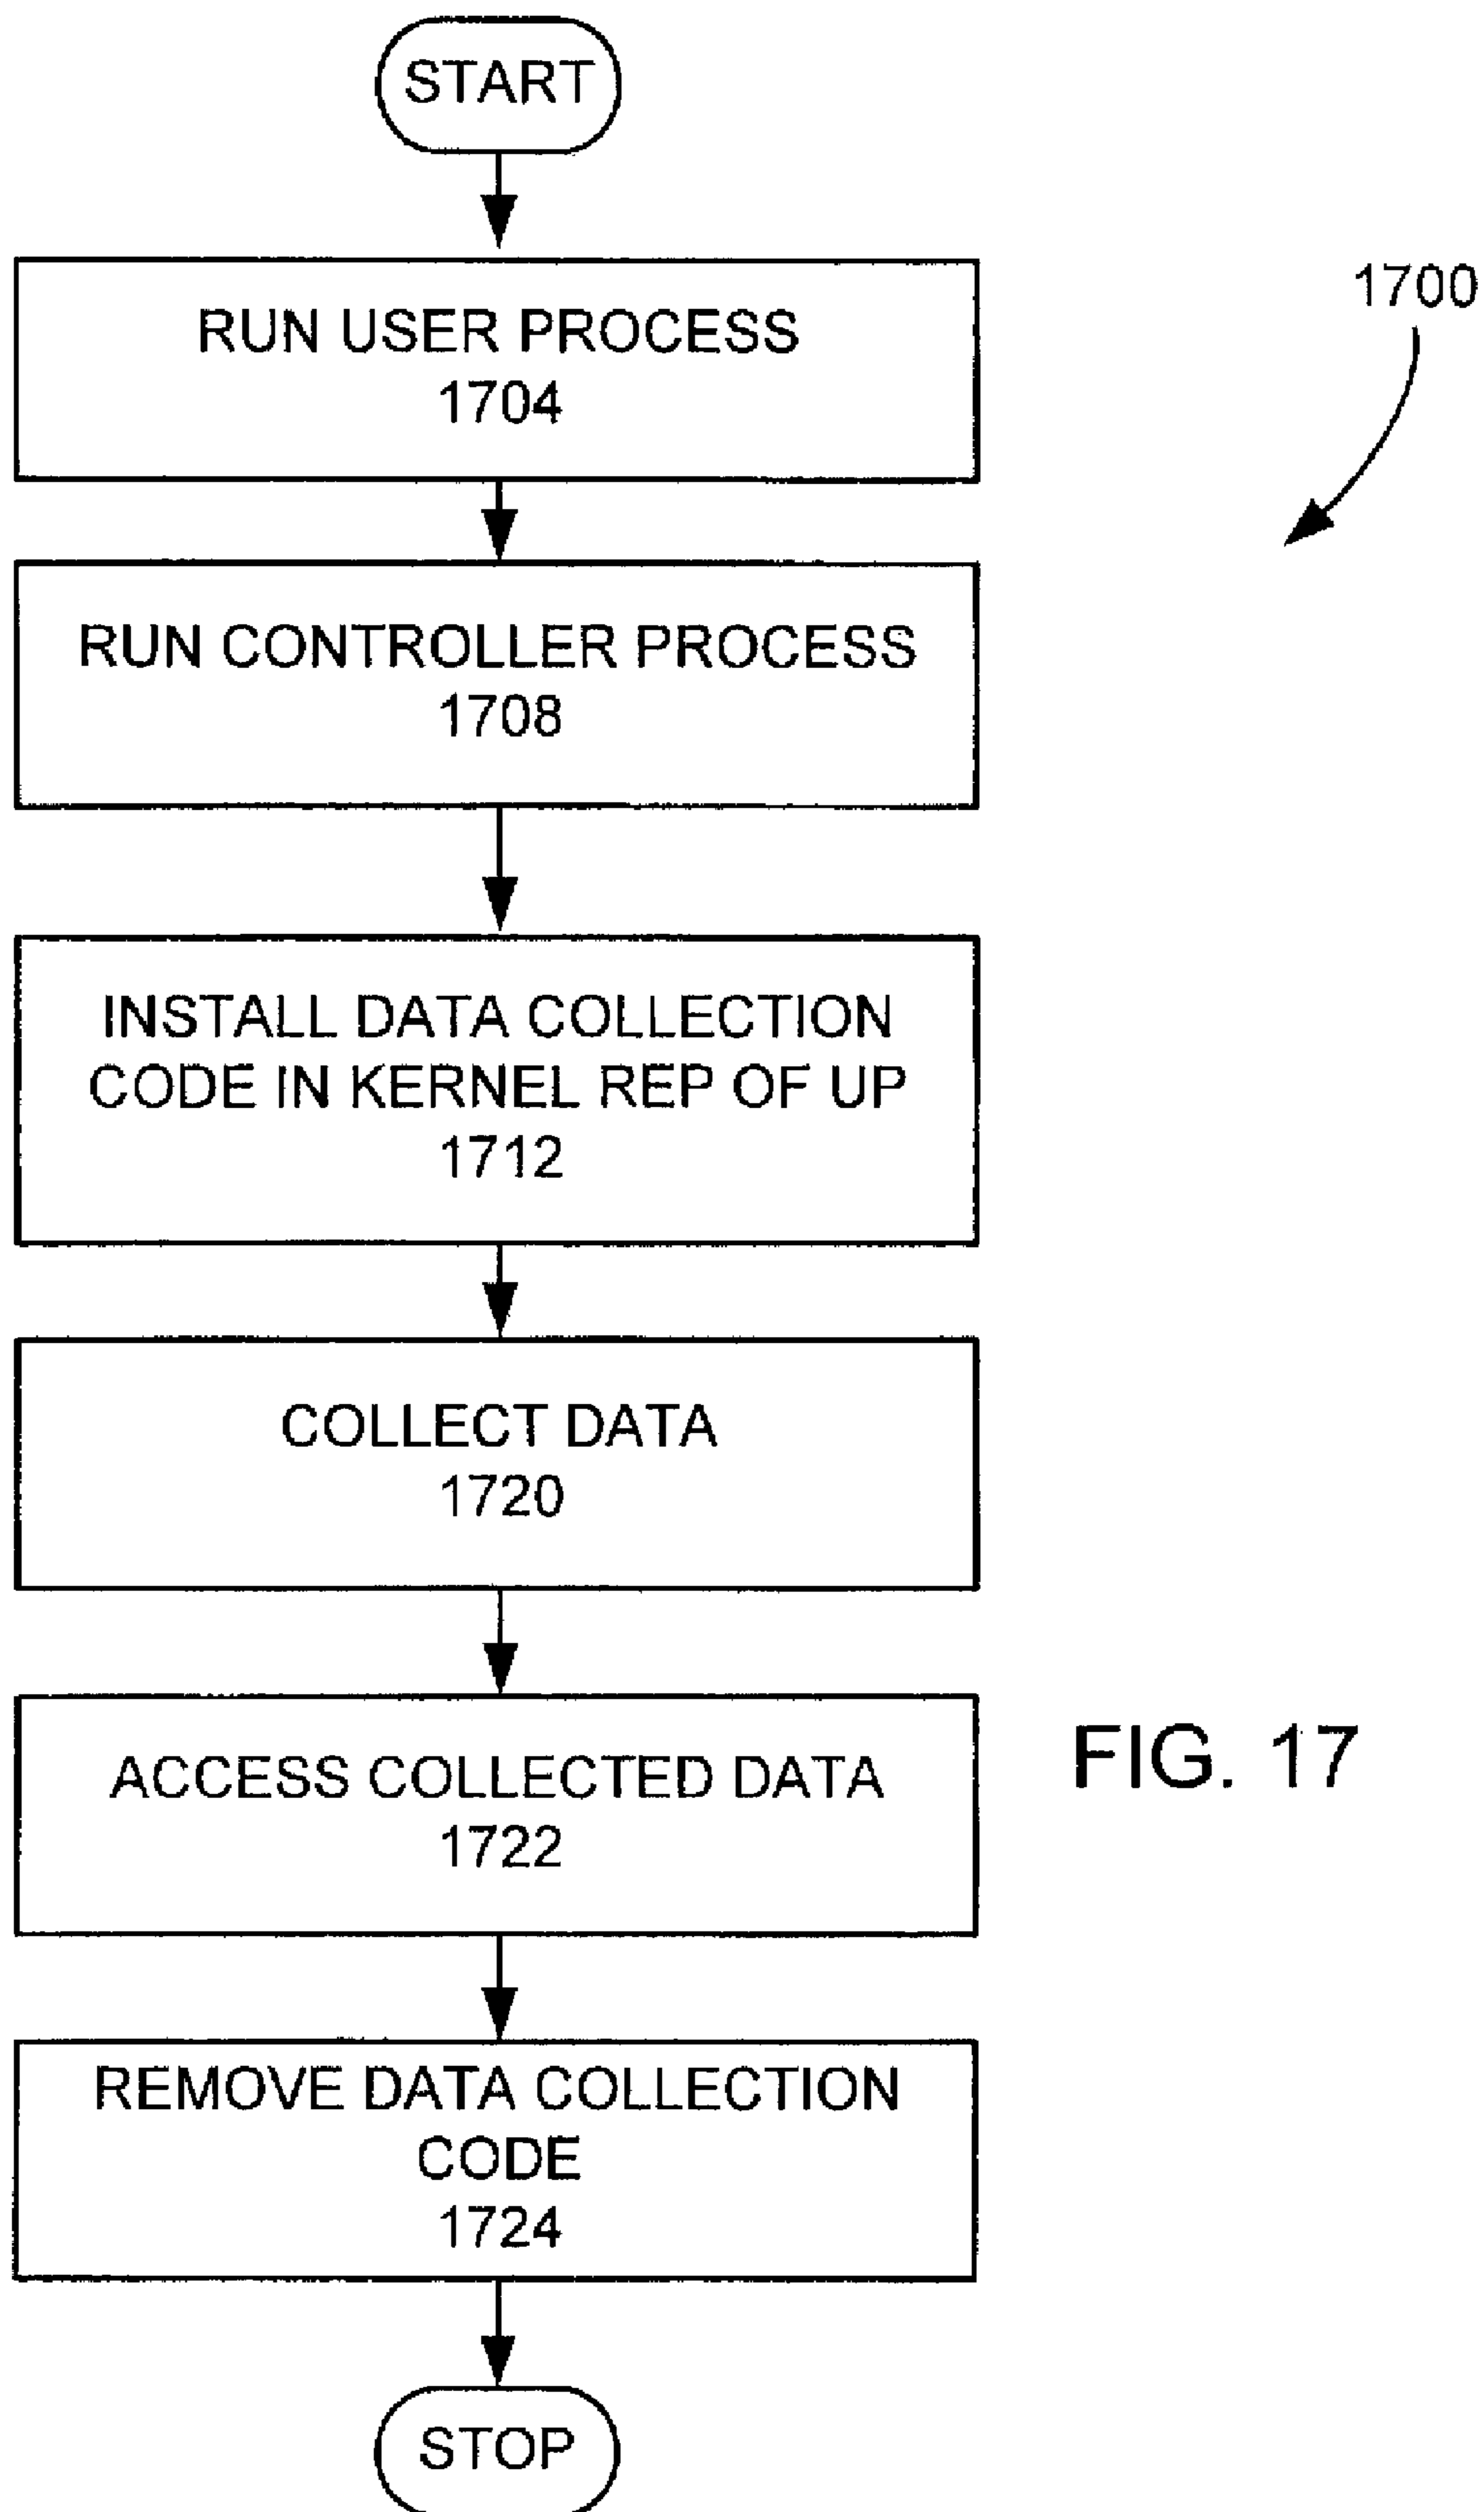 START
RUN USER PROCESS
1704
1700
RUN CONTROLLER PROCESS
1708
INSTALL DATA COLLECTION
CODE IN KERNEL REP OF UP
1712
COLLECT DATA
1720
ACCESS COLLECTED DATA
1722
FIG. 17
REMOVE DATA COLLECTION
CODE
1724
STOP